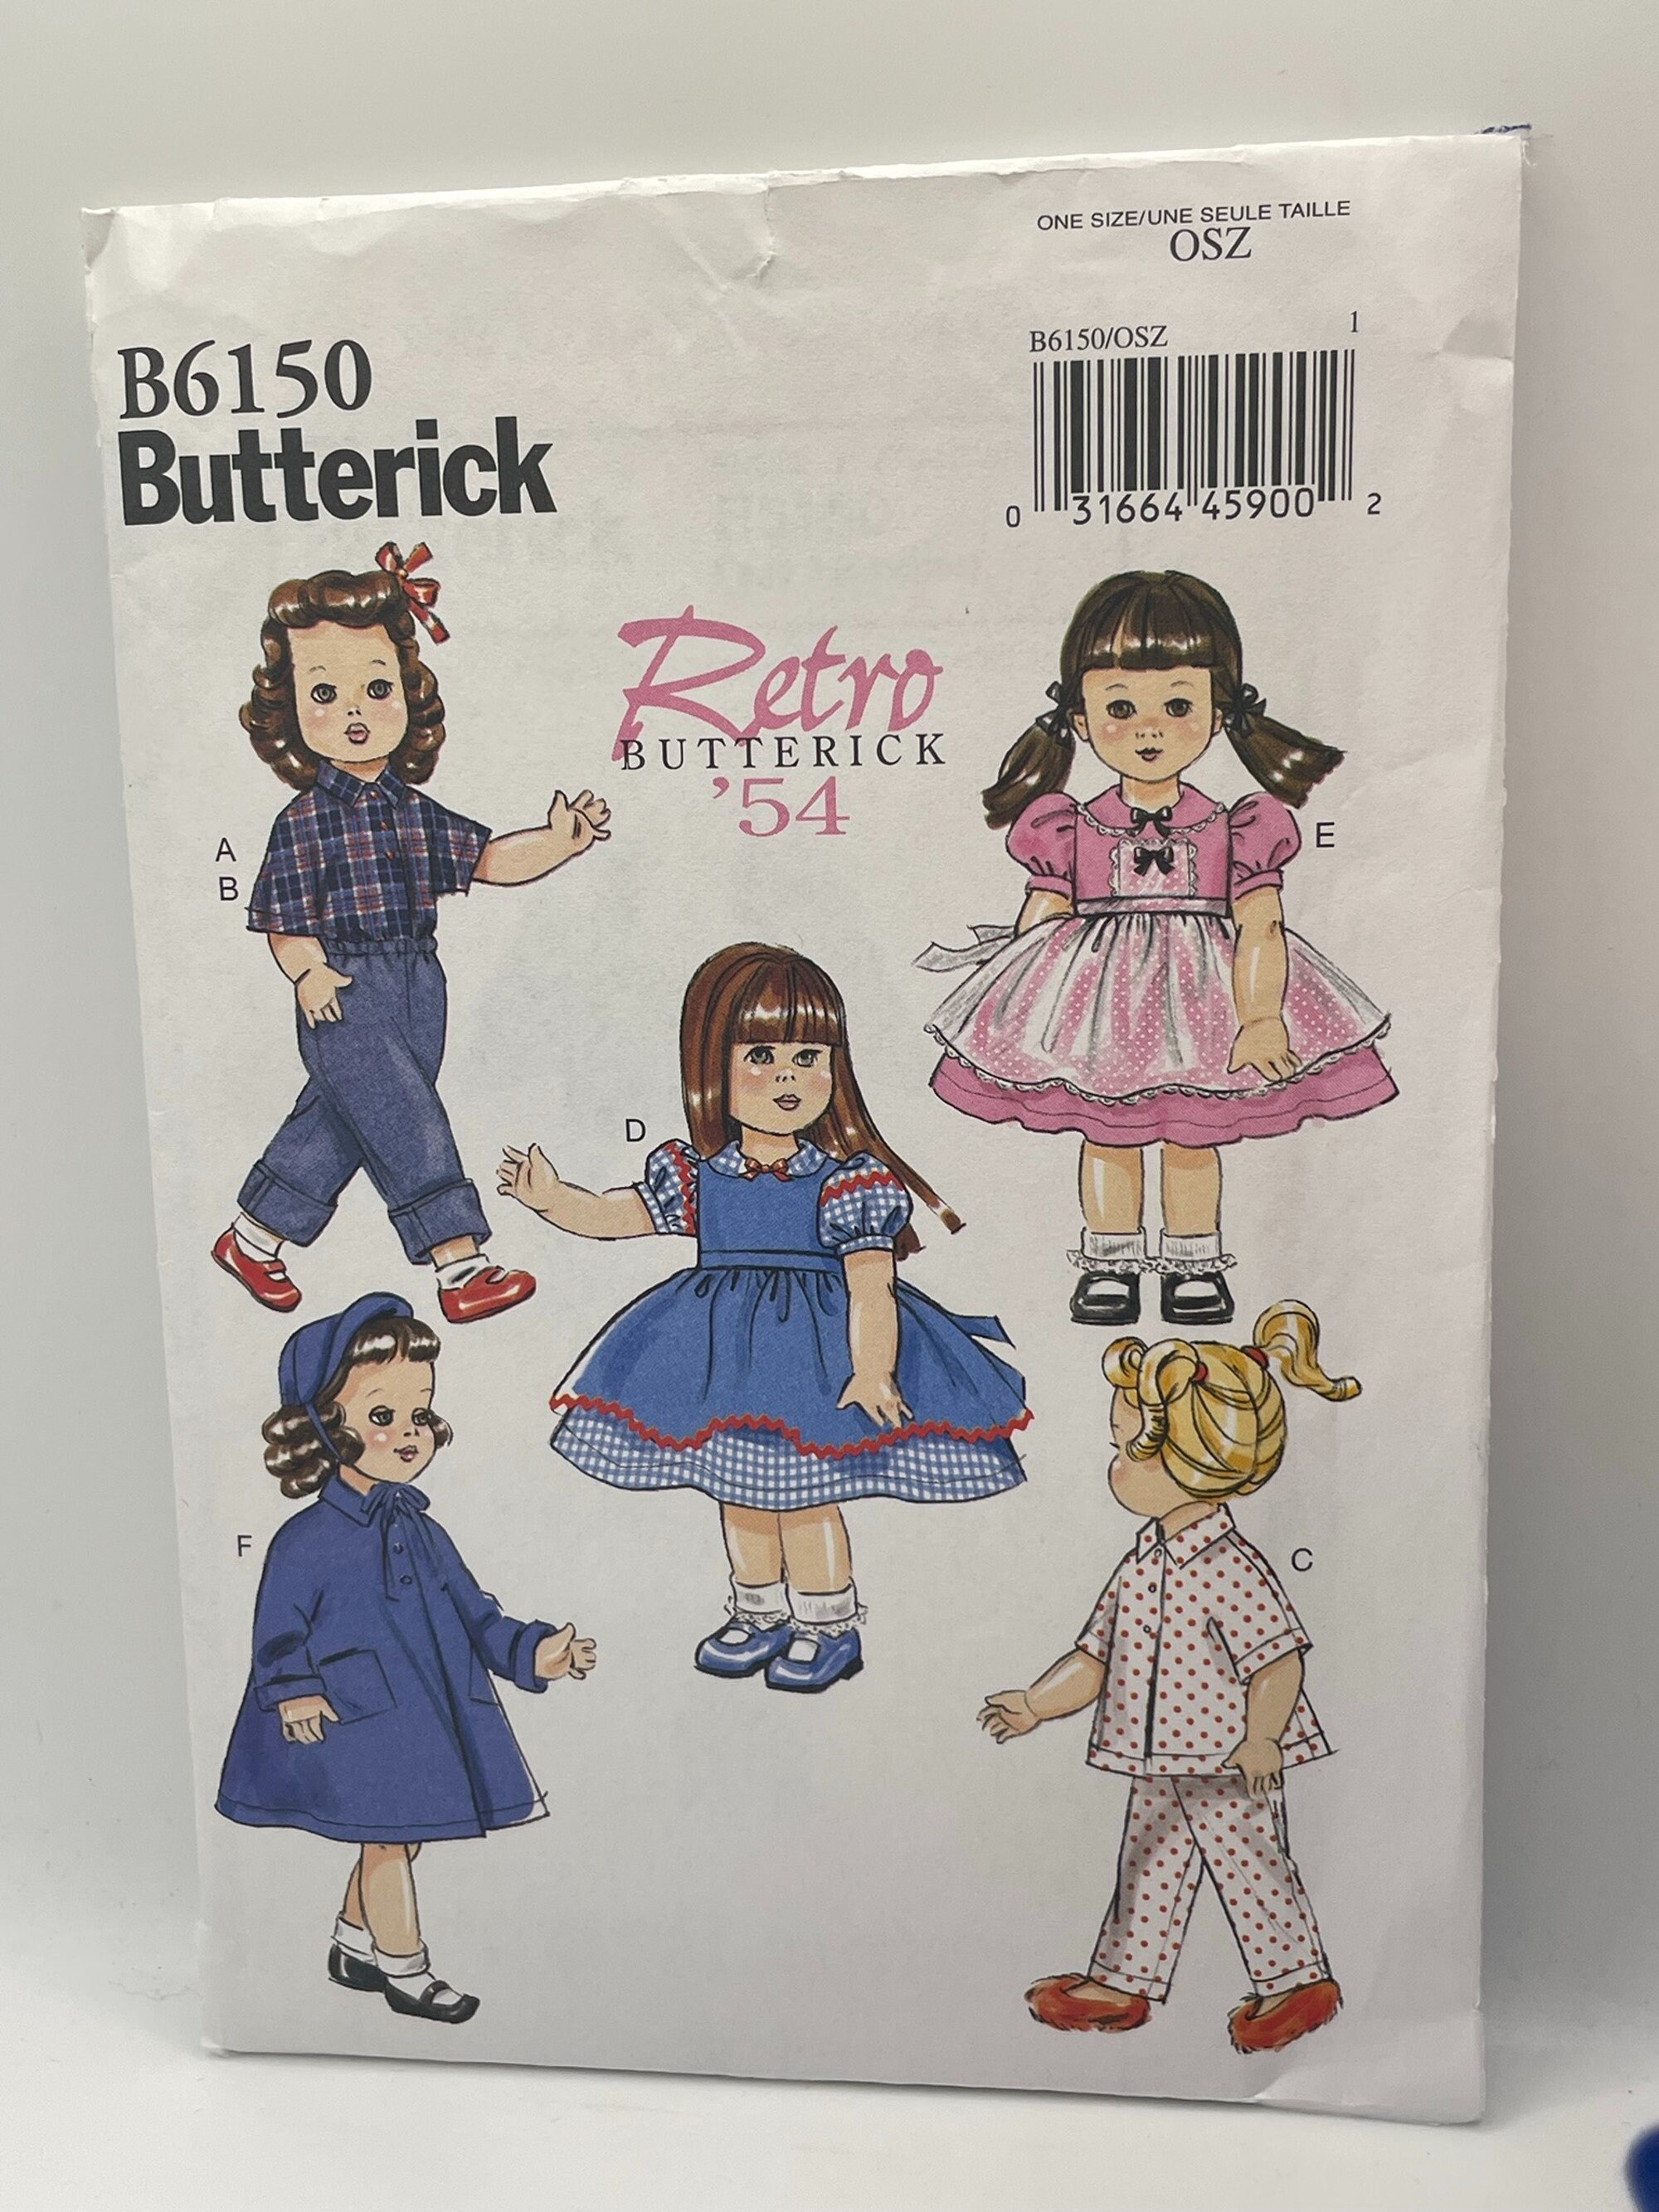 ONE SIZE/UNE SEULE TAILLE
OSZ
B6150
Butterick
B6150/OSZ 1
0 31664 45900 2
Retro
BUTTERICK
’54
A
B
E
D
F
C